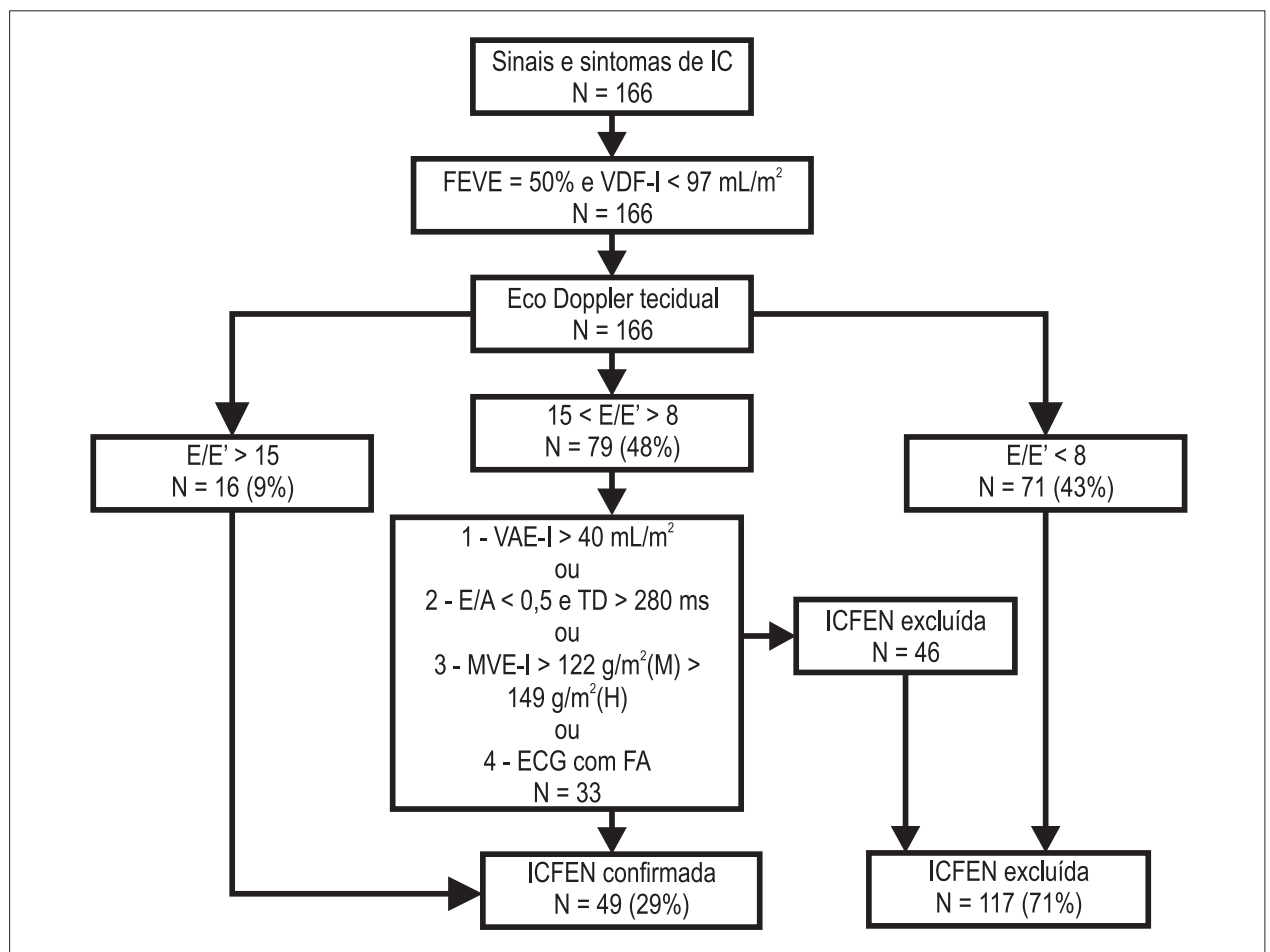 Sinais e sintomas de IC
N = 166
FEVE = 50% e VDF-I < 97 mL/m²
N = 166
Eco Doppler tecidual
N = 166
E/E' > 15
N = 16 (9%)
15 < E/E' > 8
N = 79 (48%)
E/E' < 8
N = 71 (43%)
1 - VAE-I > 40 mL/m²
ou
2 - E/A < 0,5 e TD > 280 ms
ou
3 - MVE-I > 122 g/m²(M) >
149 g/m²(H)
ou
4 - ECG com FA
N = 33
ICFEN excluída
N = 46
ICFEN confirmada
N = 49 (29%)
ICFEN excluída
N = 117 (71%)